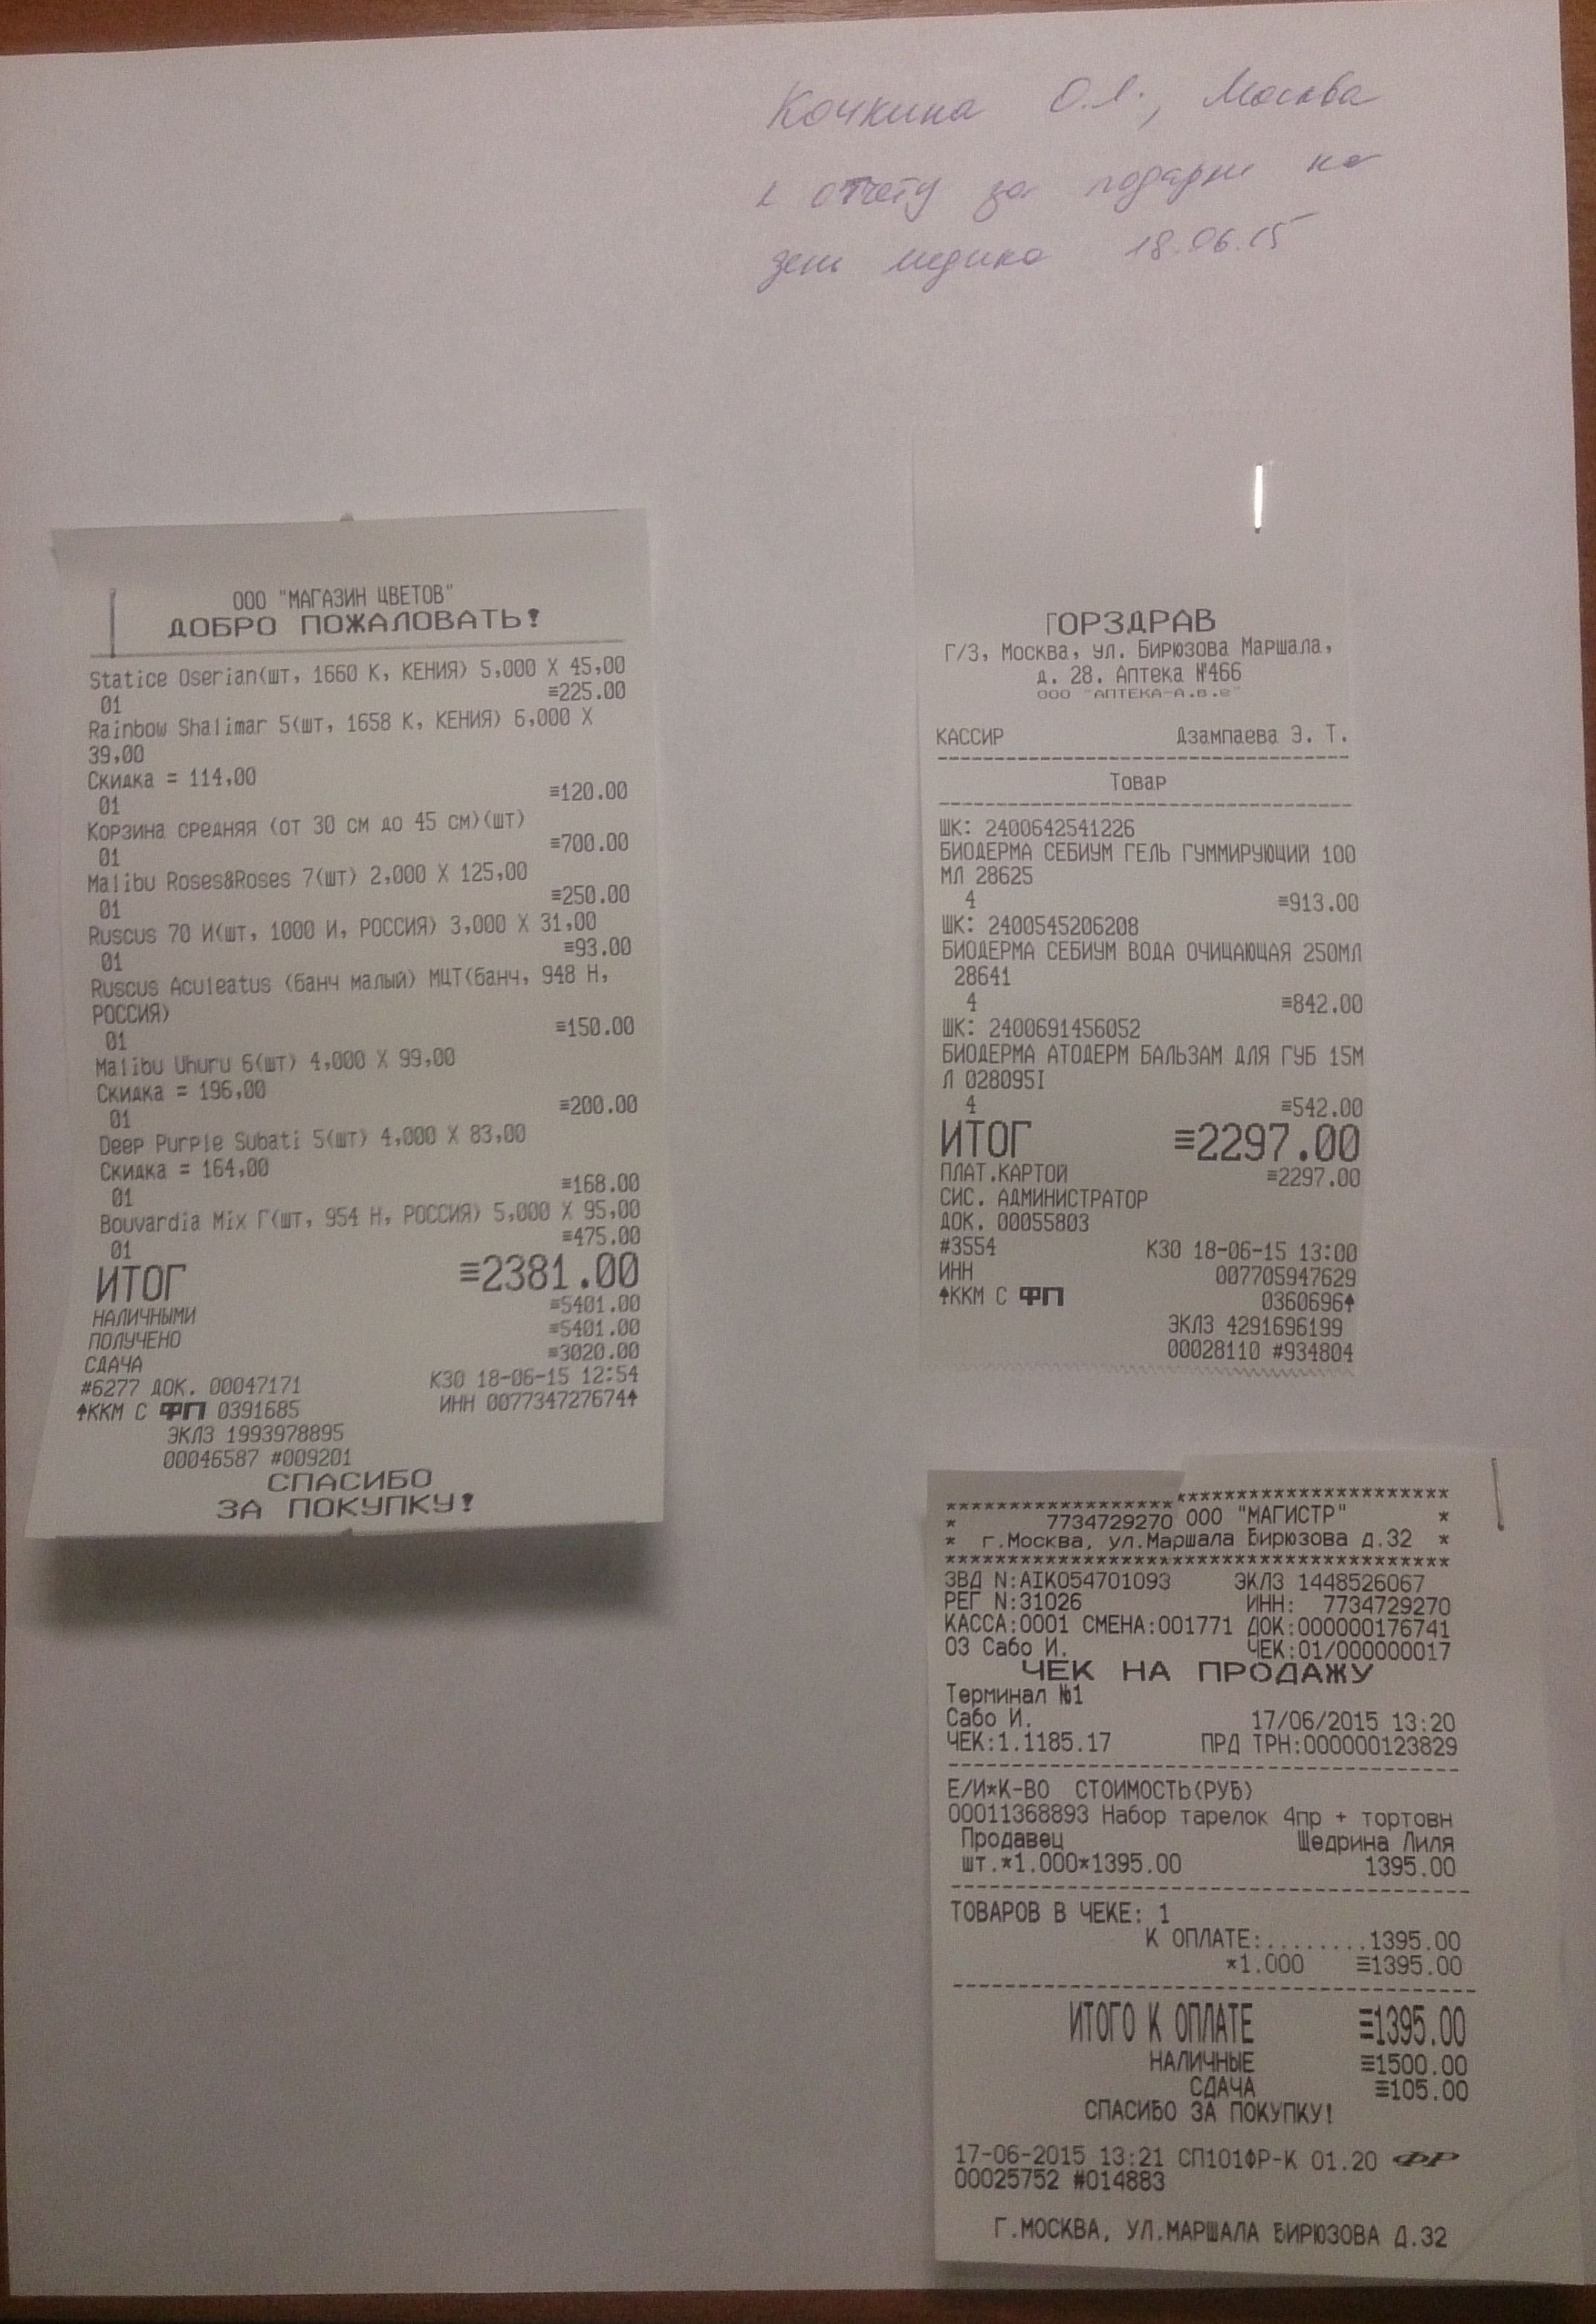 Кочкина О.Л., Москва
к отчету за подарки на
день медика 18.06.15
ООО "МАГАЗИН ЦВЕТОВ"
ДОБРО ПОЖАЛОВАТЬ!
Statice Oserian(шт, 1660 К, КЕНИЯ) 5,000 X 45,00
01 ≡225.00
Rainbow Shalimar 5(шт, 1658 К, КЕНИЯ) 6,000 X
39,00
Скидка = 114,00
01 ≡120.00
Корзина средняя (от 30 см до 45 см)(шт)
01 ≡700.00
Malibu Roses&Roses 7(шт) 2,000 X 125,00
01 ≡250.00
Ruscus 70 И(шт, 1000 И, РОССИЯ) 3,000 X 31,00
01 ≡93.00
Ruscus Aculeatus (банч малый) МЦТ(банч, 948 Н,
РОССИЯ)
01 ≡150.00
Malibu Uhuru 6(шт) 4,000 X 99,00
Скидка = 196,00
01 ≡200.00
Deep Purple Subati 5(шт) 4,000 X 83,00
Скидка = 164,00
01 ≡168.00
Bouvardia Mix Г(шт, 954 Н, РОССИЯ) 5,000 X 95,00
01 ≡475.00
ИТОГ ≡2381.00
НАЛИЧНЫМИ ≡5401.00
ПОЛУЧЕНО ≡5401.00
СДАЧА ≡3020.00
#6277 ДОК. 00047171 К30 18-06-15 12:54
↑ККМ С ФП 0391685 ИНН 007734727674↑
ЭКЛЗ 1993978895
00046587 #009201
СПАСИБО
ЗА ПОКУПКУ!
ГОРЗДРАВ
Г/З, Москва, ул. Бирюзова Маршала,
д. 28. Аптека №466
ООО "АПТЕКА-А.в.е"
КАССИР Дзампаева Э. Т.
Товар
ШК: 2400642541226
БИОДЕРМА СЕБИУМ ГЕЛЬ ГУММИРУЮЩИЙ 100
МЛ 28625
4 ≡913.00
ШК: 2400545206208
БИОДЕРМА СЕБИУМ ВОДА ОЧИЩАЮЩАЯ 250МЛ
28641
4 ≡842.00
ШК: 2400691456052
БИОДЕРМА АТОДЕРМ БАЛЬЗАМ ДЛЯ ГУБ 15М
Л 028095I
4 ≡542.00
ИТОГ ≡2297.00
ПЛАТ.КАРТОЙ ≡2297.00
СИС. АДМИНИСТРАТОР
ДОК. 00055803
#3554 К30 18-06-15 13:00
ИНН 007705947629
↑ККМ С ФП 0360696↑
ЭКЛЗ 4291696199
00028110 #934804
****************************************
* 7734729270 ООО "МАГИСТР" *
* г.Москва, ул.Маршала Бирюзова д.32 *
****************************************
ЗВД N:AIK054701093 ЭКЛЗ 1448526067
РЕГ N:31026 ИНН: 7734729270
КАССА:0001 СМЕНА:001771 ДОК:000000176741
03 Сабо И. ЧЕК:01/000000017
ЧЕК НА ПРОДАЖУ
Терминал №1
Сабо И. 17/06/2015 13:20
ЧЕК:1.1185.17 ПРД ТРН:000000123829
Е/И*К-ВО СТОИМОСТЬ(РУБ)
00011368893 Набор тарелок 4пр + тортовн
Продавец Щедрина Лиля
шт.*1.000*1395.00 1395.00
ТОВАРОВ В ЧЕКЕ: 1
К ОПЛАТЕ:........1395.00
*1.000 ≡1395.00
ИТОГО К ОПЛАТЕ ≡1395.00
НАЛИЧНЫЕ ≡1500.00
СДАЧА ≡105.00
СПАСИБО ЗА ПОКУПКУ!
17-06-2015 13:21 СП101ФР-К 01.20 ФР
00025752 #014883
Г.МОСКВА, УЛ.МАРШАЛА БИРЮЗОВА Д.32